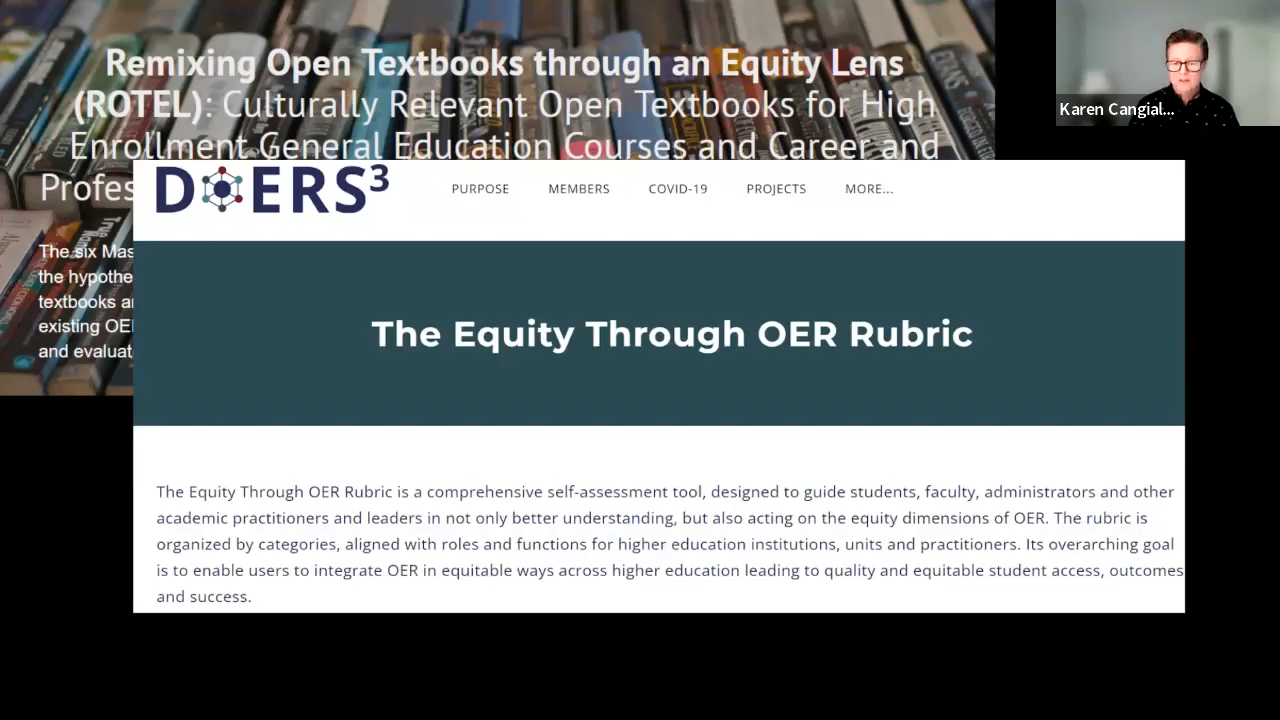 Remixing Open Textbooks through an Equity Lens
(ROTEL): Culturally Relevant Open Textbooks for High
Enrollment General Education Courses and Career and
Profes
The six Mas
the hypothe
textbooks a
existing OE
and evaluat
Karen Cangial...
DOERS³
PURPOSE MEMBERS COVID-19 PROJECTS MORE...
The Equity Through OER Rubric
The Equity Through OER Rubric is a comprehensive self-assessment tool, designed to guide students, faculty, administrators and other
academic practitioners and leaders in not only better understanding, but also acting on the equity dimensions of OER. The rubric is
organized by categories, aligned with roles and functions for higher education institutions, units and practitioners. Its overarching goal
is to enable users to integrate OER in equitable ways across higher education leading to quality and equitable student access, outcomes
and success.